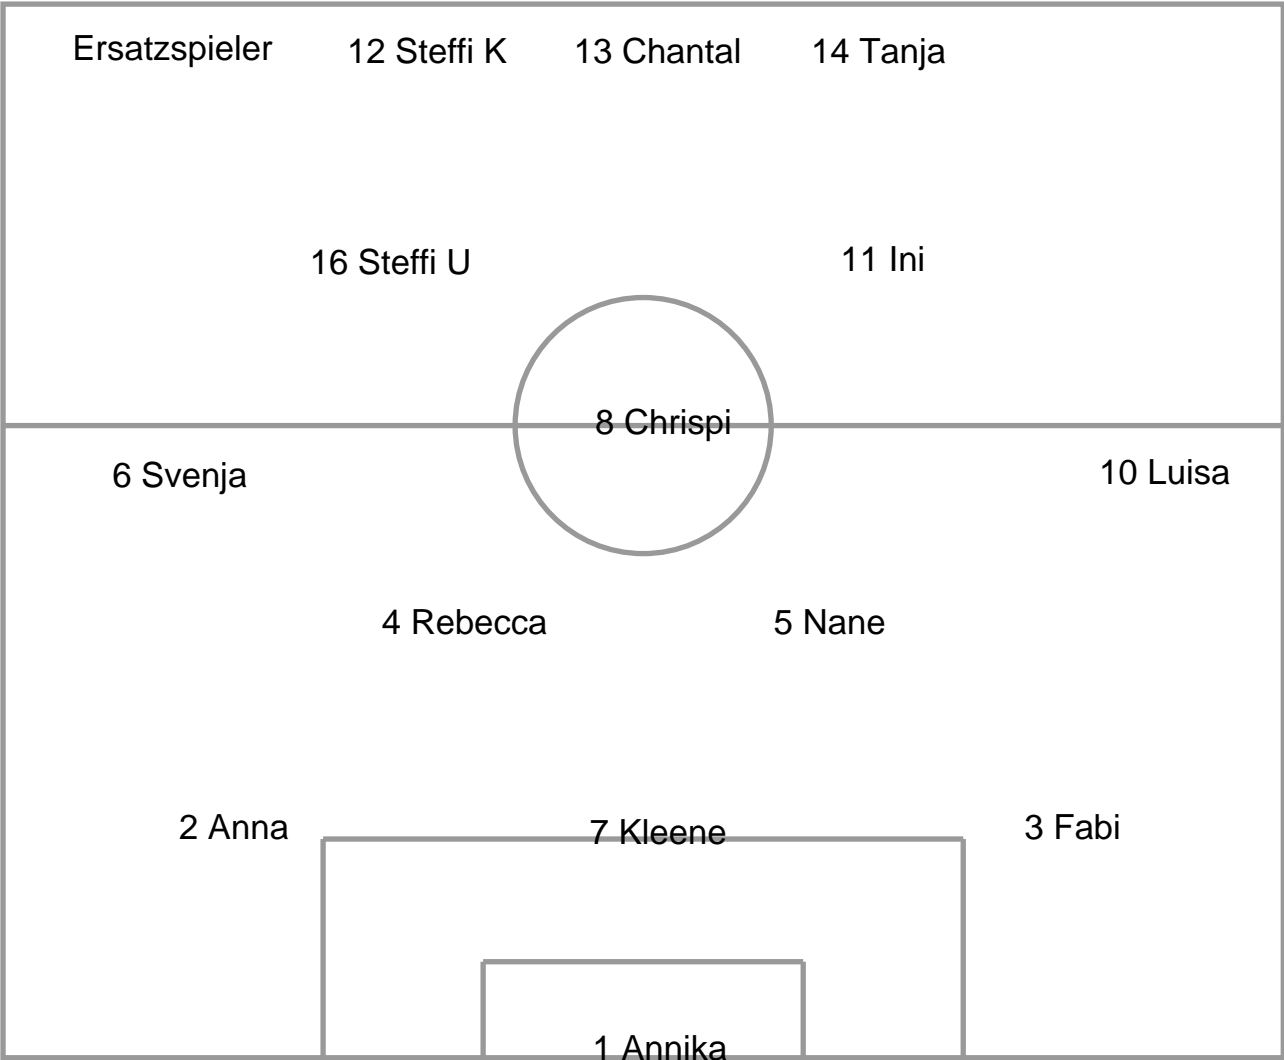 Ersatzspieler 12 Steffi K 13 Chantal 14 Tanja
16 Steffi U 11 Ini
8 Chrispi
6 Svenja 10 Luisa
4 Rebecca 5 Nane
2 Anna 7 Kleene 3 Fabi
1 Annika